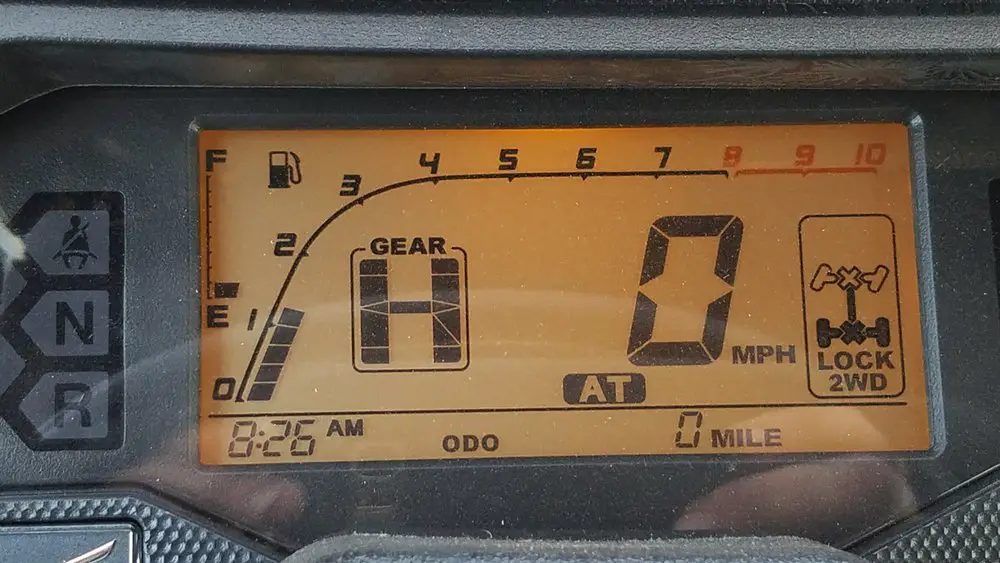 F
4 5 6 7 8 9 10
3
2
GEAR
H
0
E
1
N
MPH
LOCK
2WD
AT
0
R
8:26 AM
ODO
0 MILE